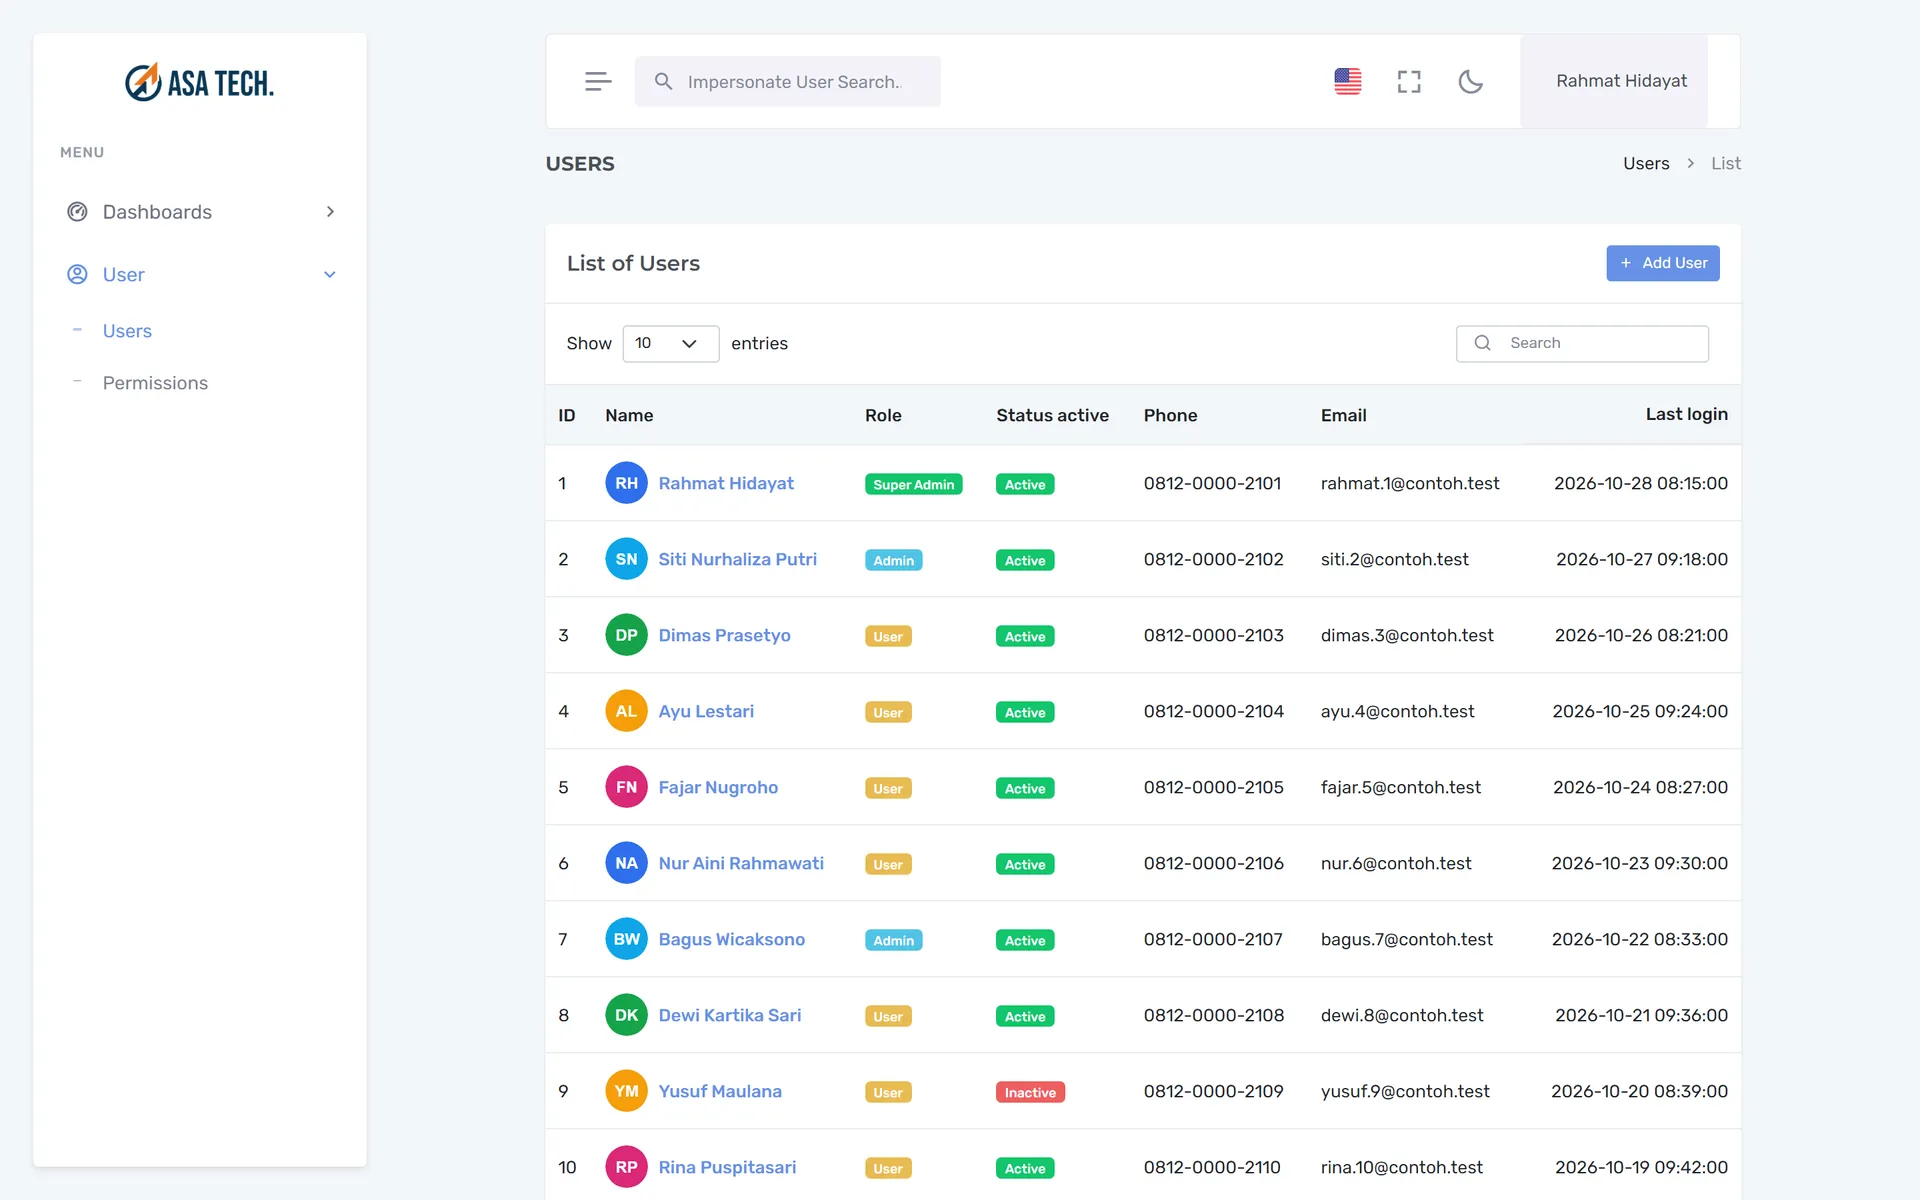 ASA TECH.
MENU
Dashboards
User
Users
Permissions
Impersonate User Search..
Rahmat Hidayat
USERS
Users > List
List of Users
+ Add User
Show 10 entries
Search
ID Name Role Status active Phone Email Last login
1 RH Rahmat Hidayat Super Admin Active 0812-0000-2101 rahmat.1@contoh.test 2026-10-28 08:15:00
2 SN Siti Nurhaliza Putri Admin Active 0812-0000-2102 siti.2@contoh.test 2026-10-27 09:18:00
3 DP Dimas Prasetyo User Active 0812-0000-2103 dimas.3@contoh.test 2026-10-26 08:21:00
4 AL Ayu Lestari User Active 0812-0000-2104 ayu.4@contoh.test 2026-10-25 09:24:00
5 FN Fajar Nugroho User Active 0812-0000-2105 fajar.5@contoh.test 2026-10-24 08:27:00
6 NA Nur Aini Rahmawati User Active 0812-0000-2106 nur.6@contoh.test 2026-10-23 09:30:00
7 BW Bagus Wicaksono Admin Active 0812-0000-2107 bagus.7@contoh.test 2026-10-22 08:33:00
8 DK Dewi Kartika Sari User Active 0812-0000-2108 dewi.8@contoh.test 2026-10-21 09:36:00
9 YM Yusuf Maulana User Inactive 0812-0000-2109 yusuf.9@contoh.test 2026-10-20 08:39:00
10 RP Rina Puspitasari User Active 0812-0000-2110 rina.10@contoh.test 2026-10-19 09:42:00